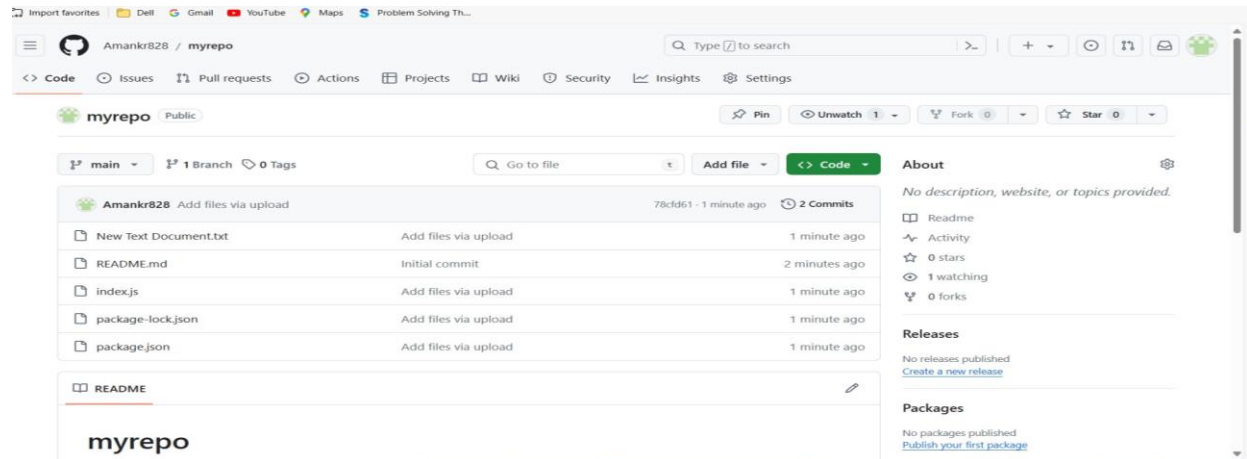 Import favorites Dell Gmail YouTube Maps Problem Solving Th...
Amankr828 / myrepo Type / to search
Code Issues Pull requests Actions Projects Wiki Security Insights Settings
myrepo Public Pin Unwatch 1 Fork 0 Star 0
main 1 Branch 0 Tags Go to file t Add file Code
Amankr828 Add files via upload 78cfd61 · 1 minute ago 2 Commits
New Text Document.txt Add files via upload 1 minute ago
README.md Initial commit 2 minutes ago
index.js Add files via upload 1 minute ago
package-lock.json Add files via upload 1 minute ago
package.json Add files via upload 1 minute ago
README
myrepo
About
No description, website, or topics provided.
Readme
Activity
0 stars
1 watching
0 forks
Releases
No releases published
Create a new release
Packages
No packages published
Publish your first package